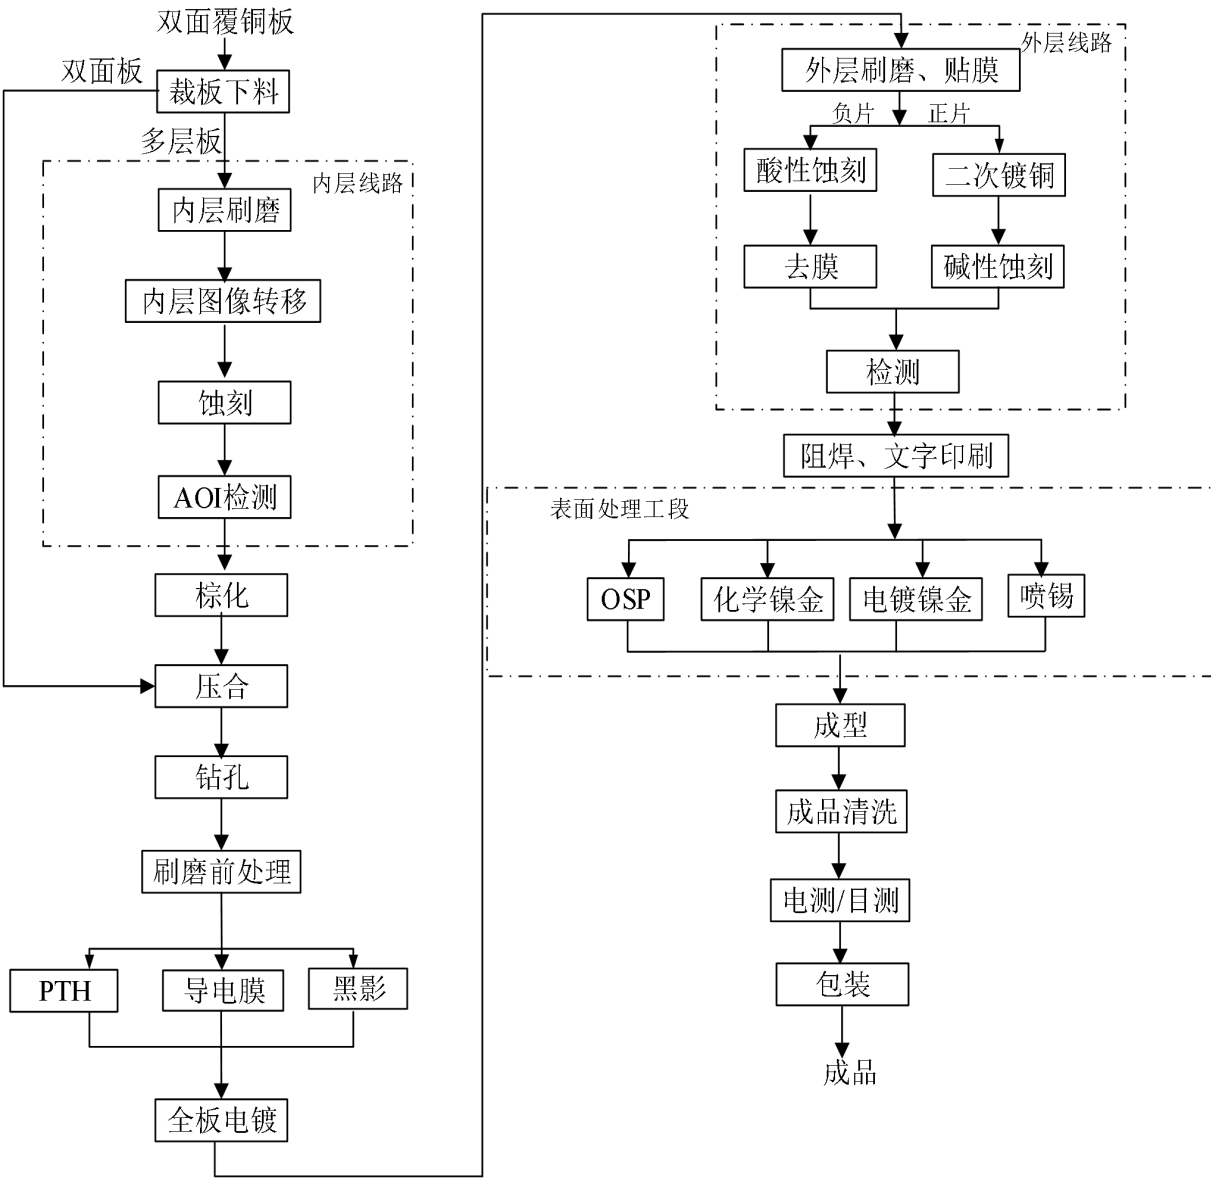 双面覆铜板
双面板
裁板下料
多层板
内层线路
内层刷磨
内层图像转移
蚀刻
AOI检测
棕化
压合
钻孔
刷磨前处理
PTH
导电膜
黑影
全板电镀
外层线路
外层刷磨、贴膜
负片
正片
酸性蚀刻
二次镀铜
去膜
碱性蚀刻
检测
阻焊、文字印刷
表面处理工段
OSP
化学镍金
电镀镍金
喷锡
成型
成品清洗
电测/目测
包装
成品